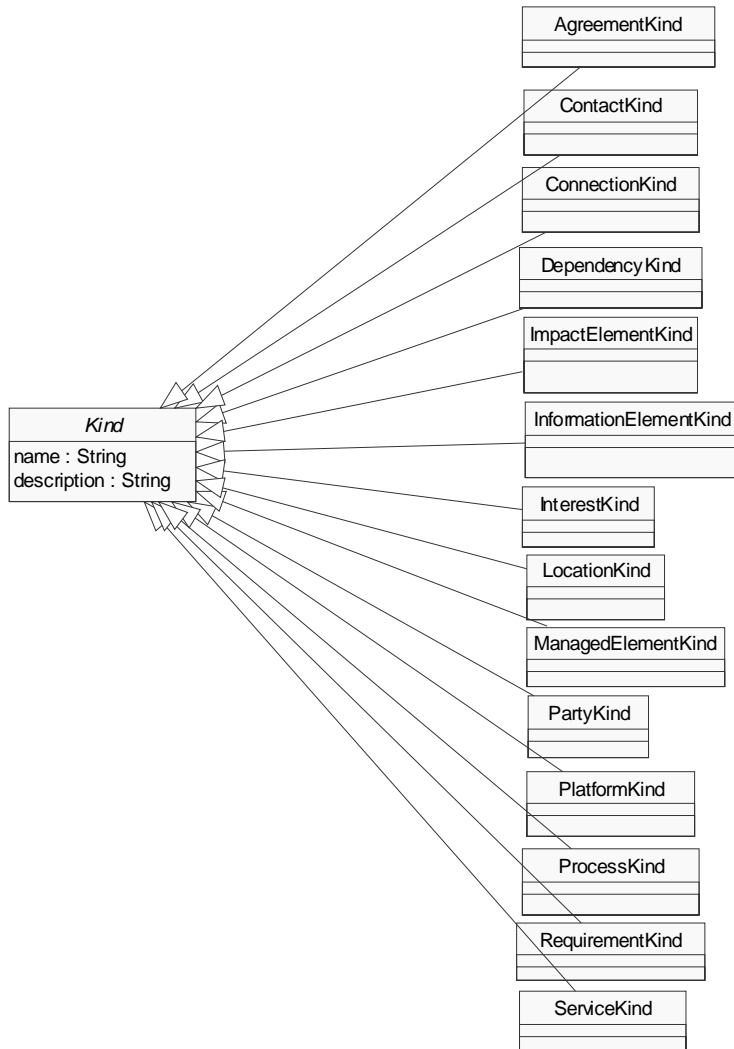 AgreementKind
ContactKind
ConnectionKind
DependencyKind
ImpactElementKind
Kind
name : String
description : String
InformationElementKind
InterestKind
LocationKind
ManagedElementKind
PartyKind
PlatformKind
ProcessKind
RequirementKind
ServiceKind